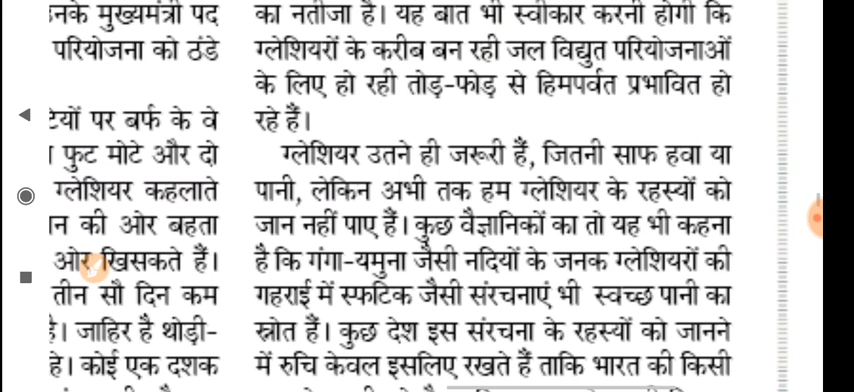 मुख्यमंत्री पद
परियोजना को ठंडे
पर बर्फ के वे
फुट मोटे और दो
ग्लेशियर कहलाते
की ओर बहता
ओर खिसकते हैं।
तीन सौ दिन कम
जाहिर है थोड़ी-
कोई एक दशक
का नतीजा है। यह बात भी स्वीकार करनी होगी कि
ग्लेशियरों के करीब बन रही जल विद्युत परियोजनाओं
के लिए हो रही तोड़-फोड़ से हिमपर्वत प्रभावित हो
रहे हैं।
ग्लेशियर उतने ही जरूरी हैं, जितनी साफ हवा या
पानी, लेकिन अभी तक हम ग्लेशियर के रहस्यों को
जान नहीं पाए हैं। कुछ वैज्ञानिकों का तो यह भी कहना
है कि गंगा-यमुना जैसी नदियों के जनक ग्लेशियरों की
गहराई में स्फटिक जैसी संरचनाएं भी स्वच्छ पानी का
स्रोत हैं। कुछ देश इस संरचना के रहस्यों को जानने
में रुचि केवल इसलिए रखते हैं ताकि भारत की किसी